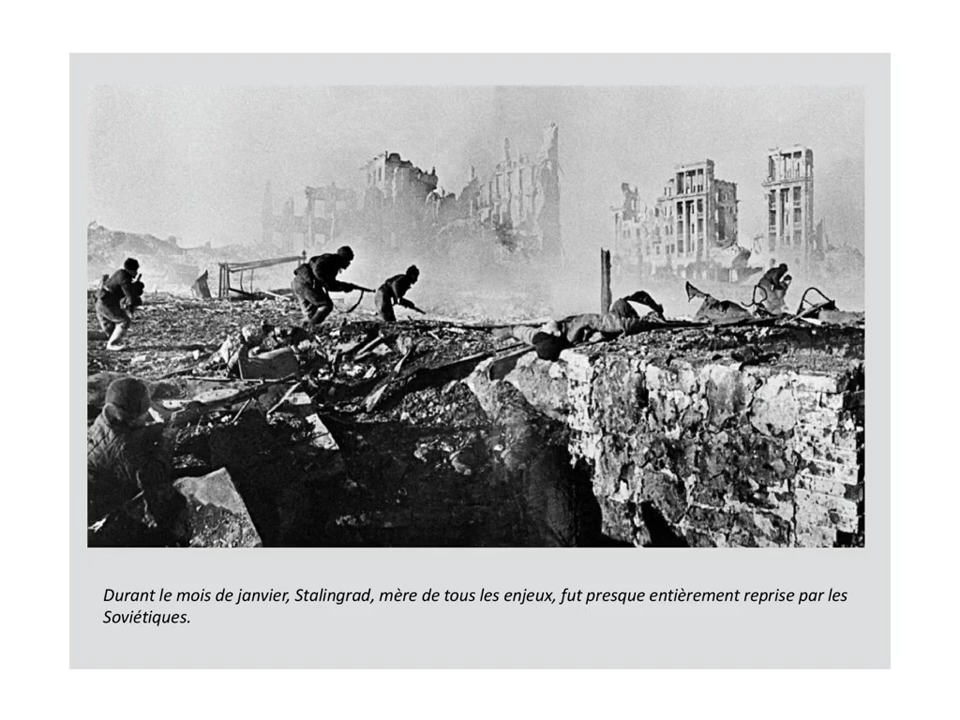 Durant le mois de janvier, Stalingrad, mère de tous les enjeux, fut presque entièrement reprise par les
Soviétiques.